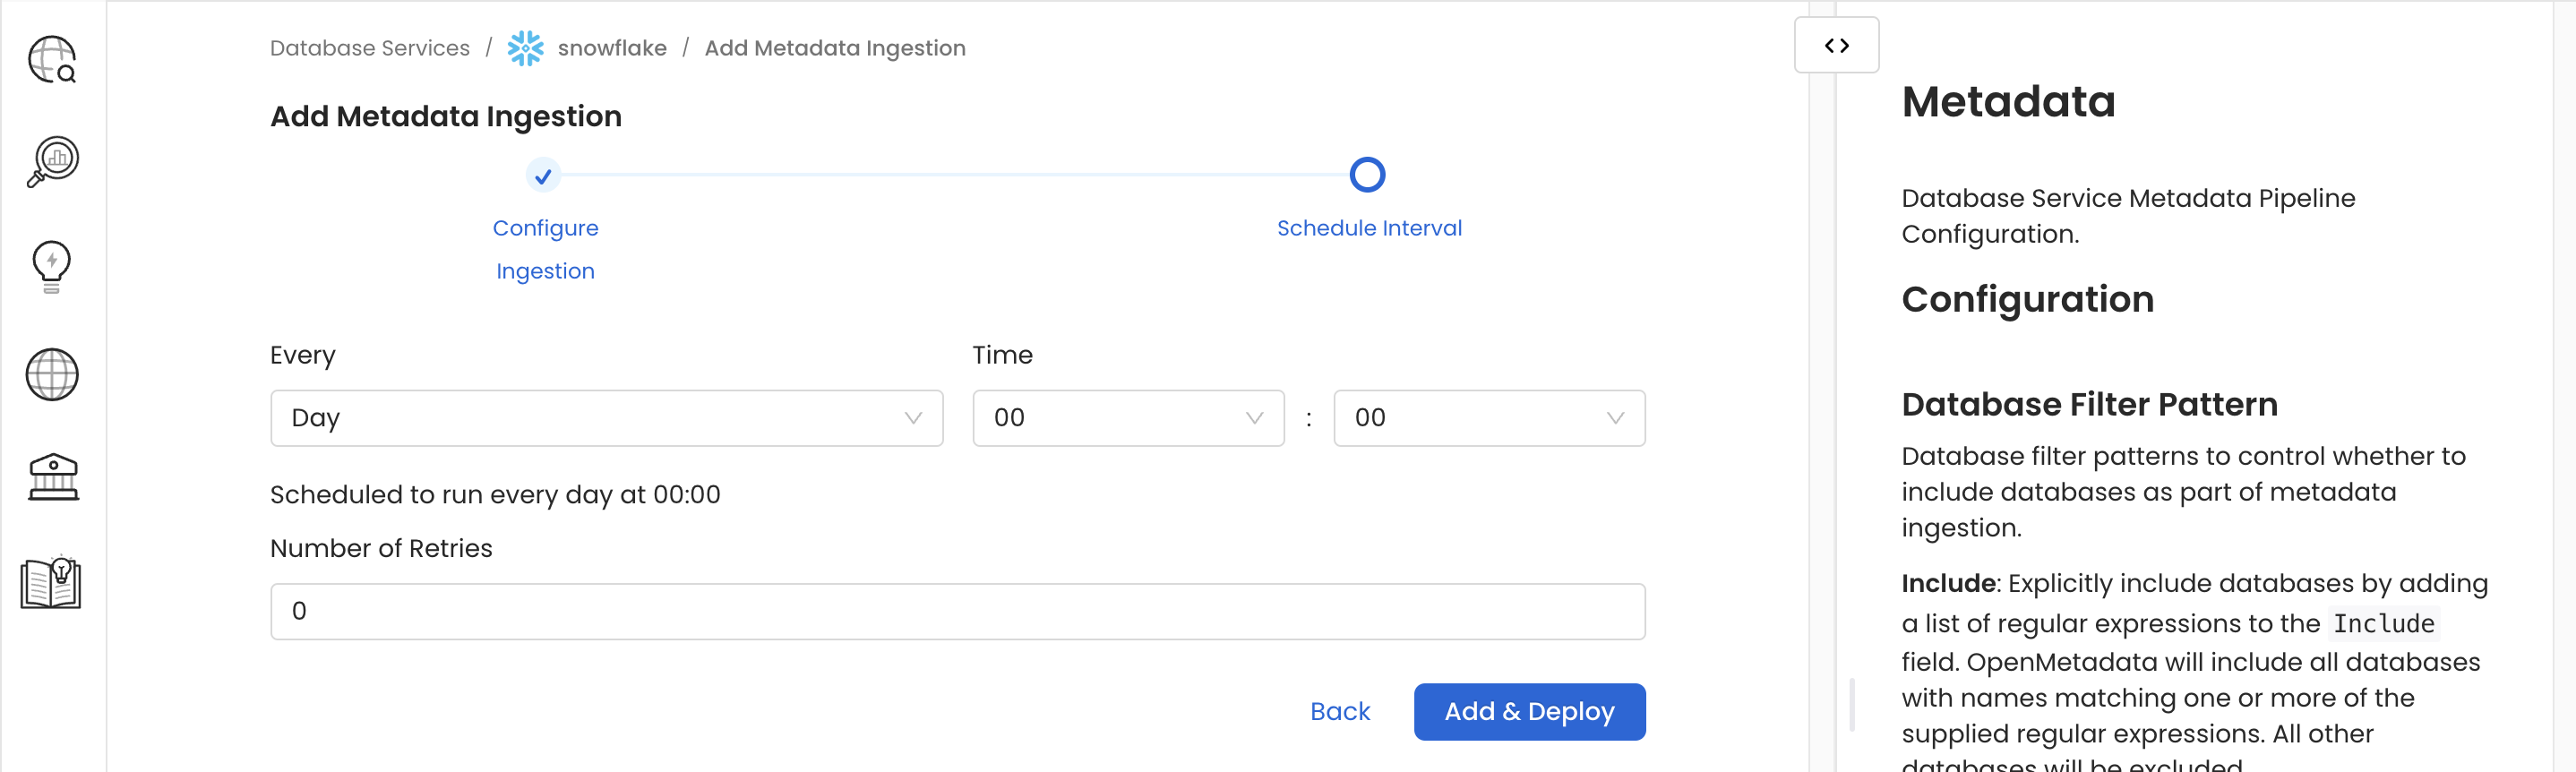 Database Services / snowflake / Add Metadata Ingestion
Add Metadata Ingestion
Configure
Ingestion
Schedule Interval
Every
Time
Day
00 : 00
Scheduled to run every day at 00:00
Number of Retries
0
Back
Add & Deploy
Metadata
Database Service Metadata Pipeline
Configuration.
Configuration
Database Filter Pattern
Database filter patterns to control whether to
include databases as part of metadata
ingestion.
Include: Explicitly include databases by adding
a list of regular expressions to the Include
field. OpenMetadata will include all databases
with names matching one or more of the
supplied regular expressions. All other
databases will be excluded